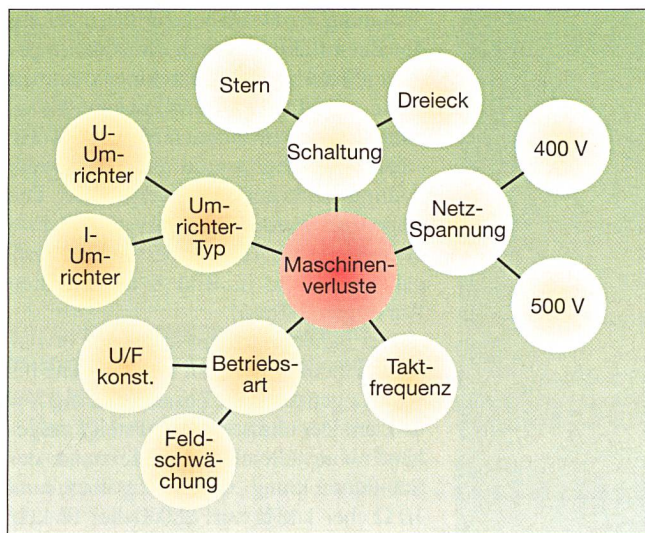 Stern
Dreieck
Schaltung
U-
Um-
richter
400 V
Um-
richter-
Typ
Netz-
Spannung
I-
Um-
richter
Maschinen-
verluste
500 V
U/F
konst.
Betriebs-
art
Takt-
frequenz
Feld-
schwä-
chung